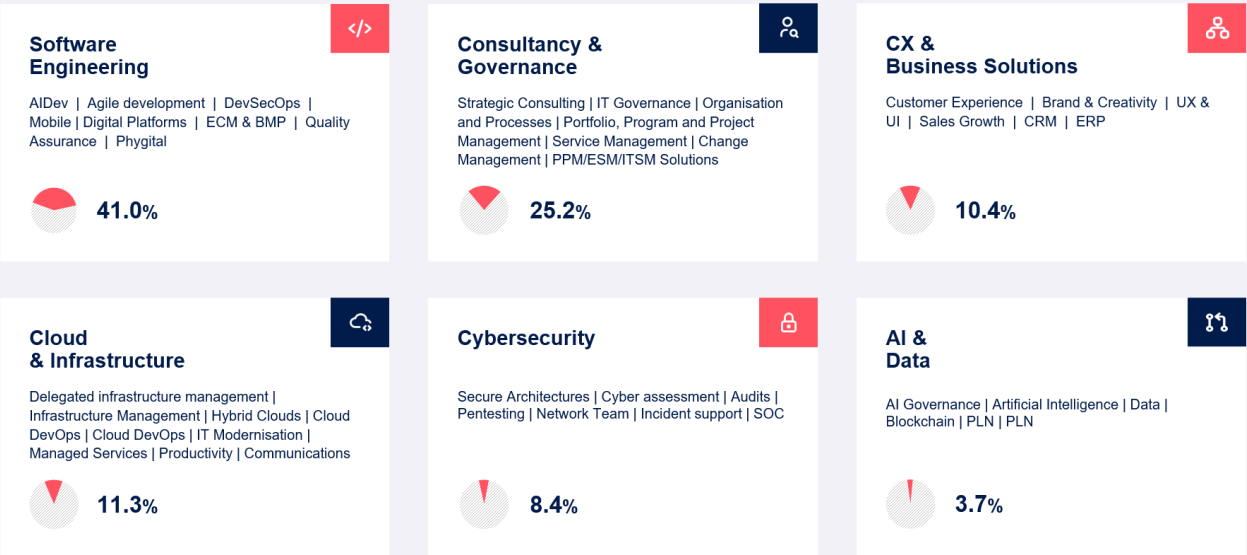 Software
Engineering
AIDev | Agile development | DevSecOps |
Mobile | Digital Platforms | ECM & BMP | Quality
Assurance | Phygital
41.0%
Consultancy &
Governance
Strategic Consulting | IT Governance | Organisation
and Processes | Portfolio, Program and Project
Management | Service Management | Change
Management | PPM/ESM/ITSM Solutions
25.2%
CX &
Business Solutions
Customer Experience | Brand & Creativity | UX &
UI | Sales Growth | CRM | ERP
10.4%
Cloud
& Infrastructure
Delegated infrastructure management |
Infrastructure Management | Hybrid Clouds | Cloud
DevOps | Cloud DevOps | IT Modernisation |
Managed Services | Productivity | Communications
11.3%
Cybersecurity
Secure Architectures | Cyber assessment | Audits |
Pentesting | Network Team | Incident support | SOC
8.4%
AI &
Data
AI Governance | Artificial Intelligence | Data |
Blockchain | PLN | PLN
3.7%